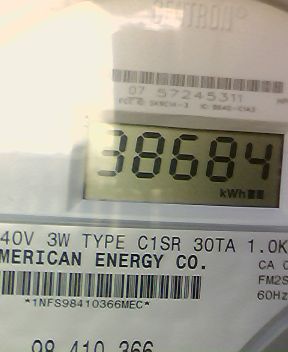 CENTRON®
07 57245311
38684
kWh
40V 3W TYPE C1SR 30TA 1.0K
MERICAN ENERGY CO.
CA
*1NFS98410366MEC*
FM2S
60Hz
98 410 366